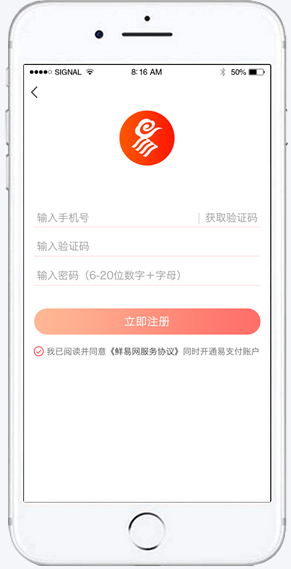 SIGNAL 8:16 AM 50%
输入手机号 获取验证码
输入验证码
输入密码（6-20位数字＋字母）
立即注册
我已阅读并同意《鲜易网服务协议》同时开通易支付账户